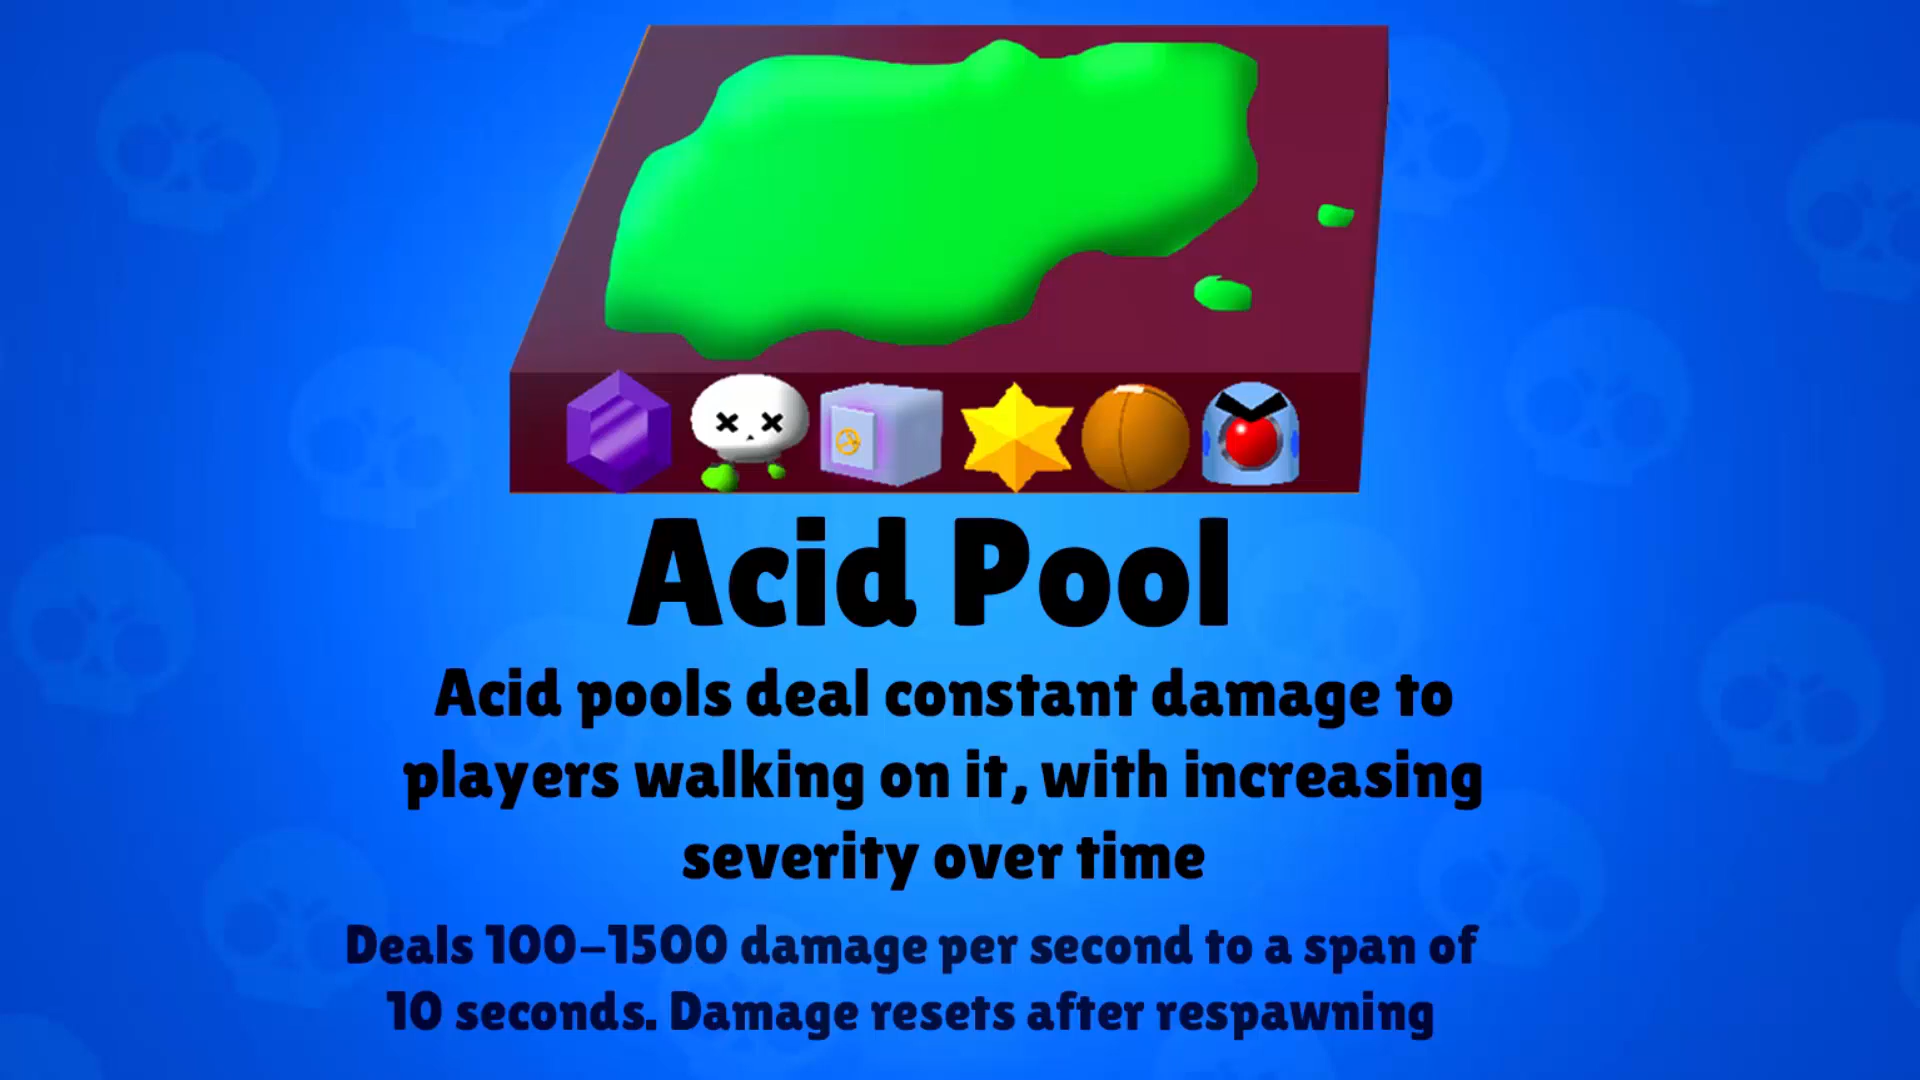 Acid Pool
Acid pools deal constant damage to
players walking on it, with increasing
severity over time
Deals 100-1500 damage per second to a span of
10 seconds. Damage resets after respawning